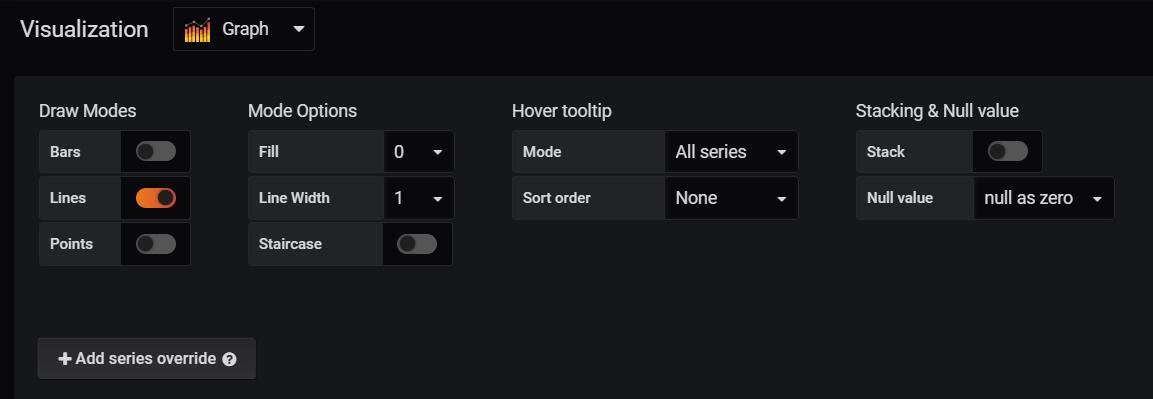 Visualization Graph
Draw Modes Mode Options Hover tooltip Stacking & Null value
Bars Fill 0 Mode All series Stack
Lines Line Width 1 Sort order None Null value null as zero
Points Staircase
+ Add series override ?